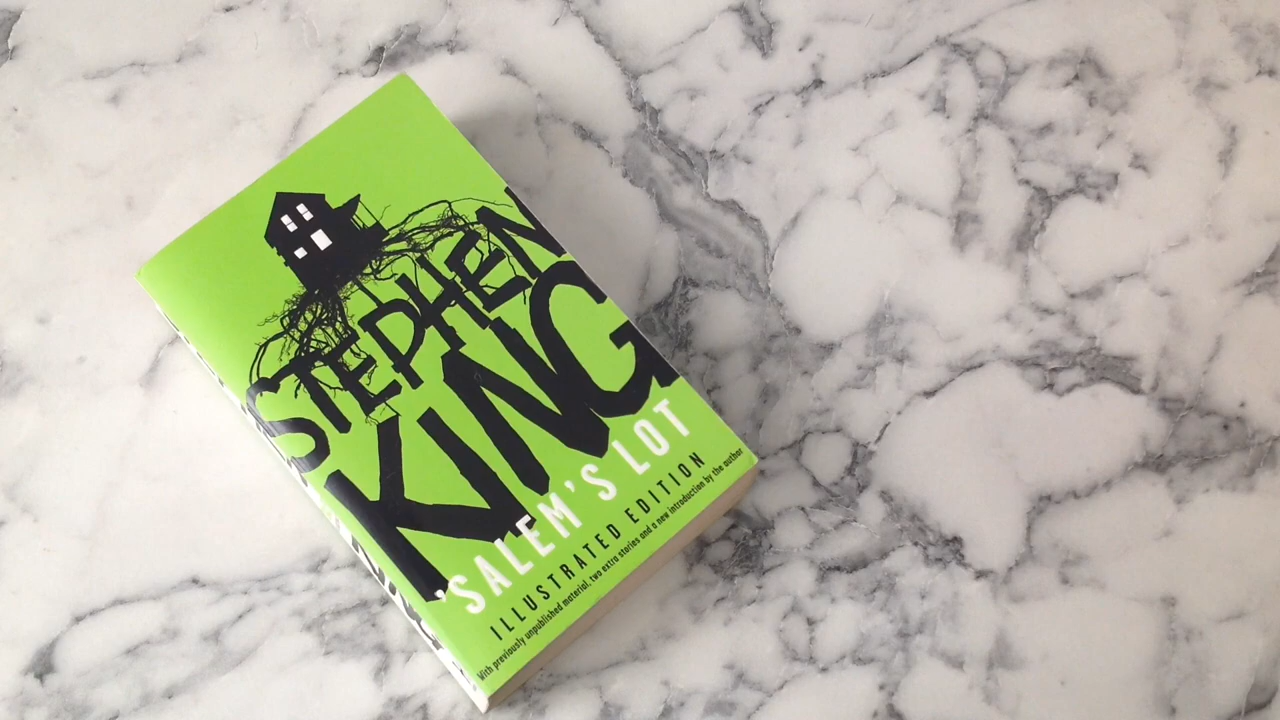 STEPHEN
KING
'SALEM'S LOT
ILLUSTRATED EDITION
With previously unpublished material, two extra stories and a new introduction by the author